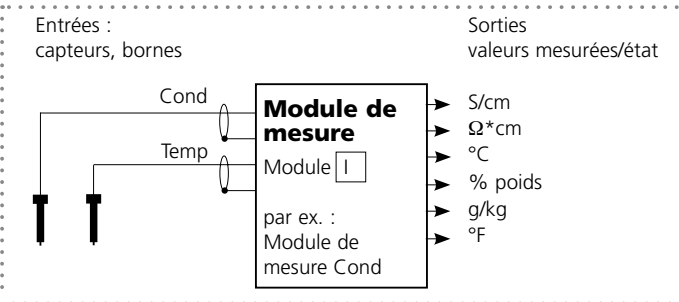 Entrées :
capteurs, bornes
Sorties
valeurs mesurées/état
Cond
Temp
Module de
mesure
Module I
par ex. :
Module de
mesure Cond
S/cm
Ω*cm
°C
% poids
g/kg
°F